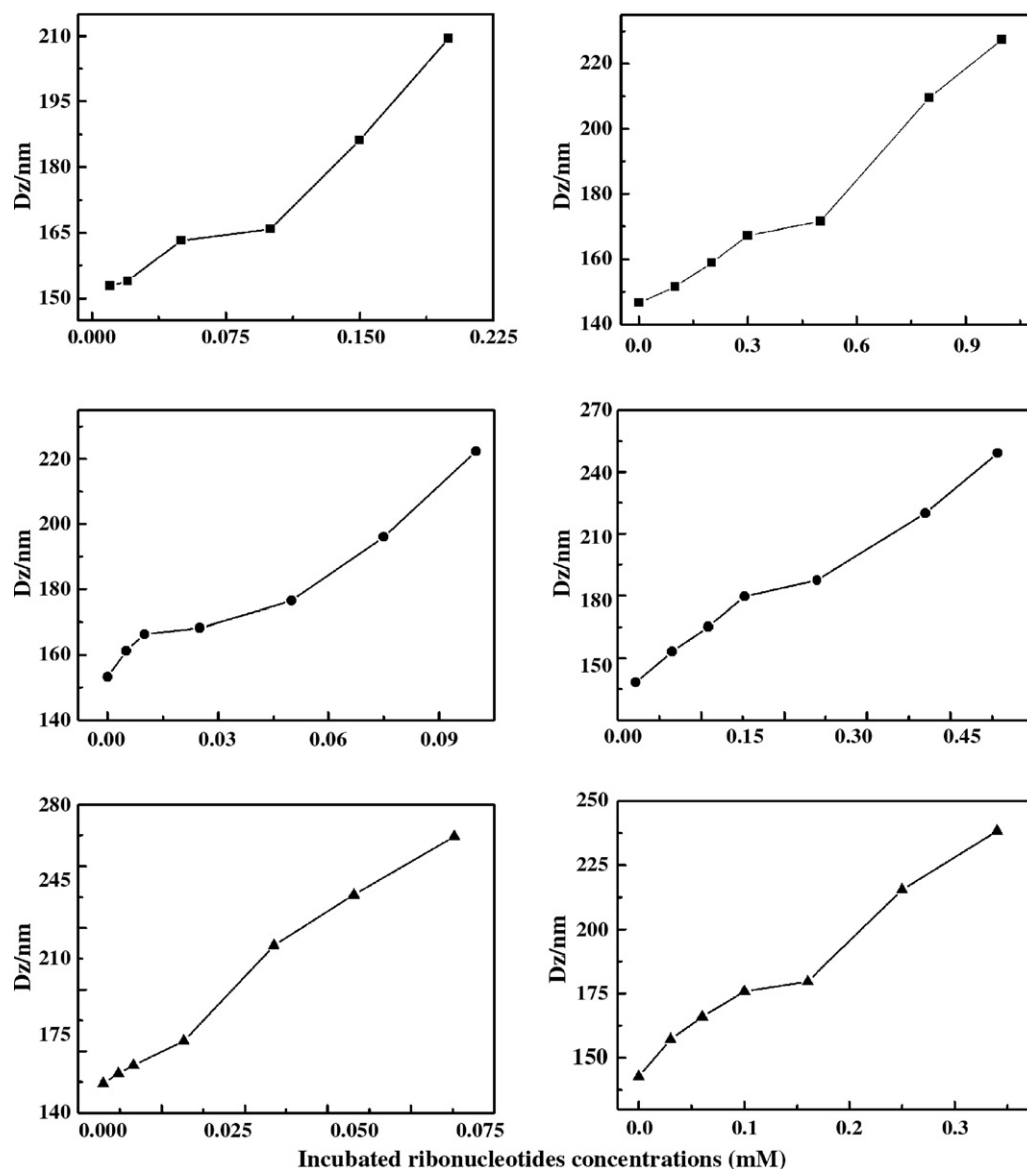 210
195
180
165
150
Dz/nm
0.000 0.075 0.150 0.225
220
200
180
160
140
Dz/nm
0.0 0.3 0.6 0.9
220
200
180
160
140
Dz/nm
0.00 0.03 0.06 0.09
270
240
210
180
150
Dz/nm
0.00 0.15 0.30 0.45
280
245
210
175
140
Dz/nm
0.000 0.025 0.050 0.075
250
225
200
175
150
Dz/nm
0.0 0.1 0.2 0.3
Incubated ribonucleotides concentrations (mM)